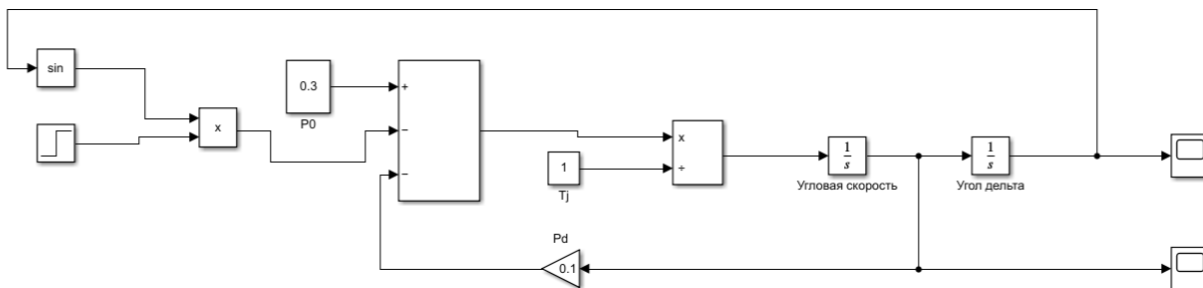 sin
x
0.3
P0
+
−
−
1
Tj
x
÷
1
s
Угловая скорость
1
s
Угол дельта
Pd
0.1